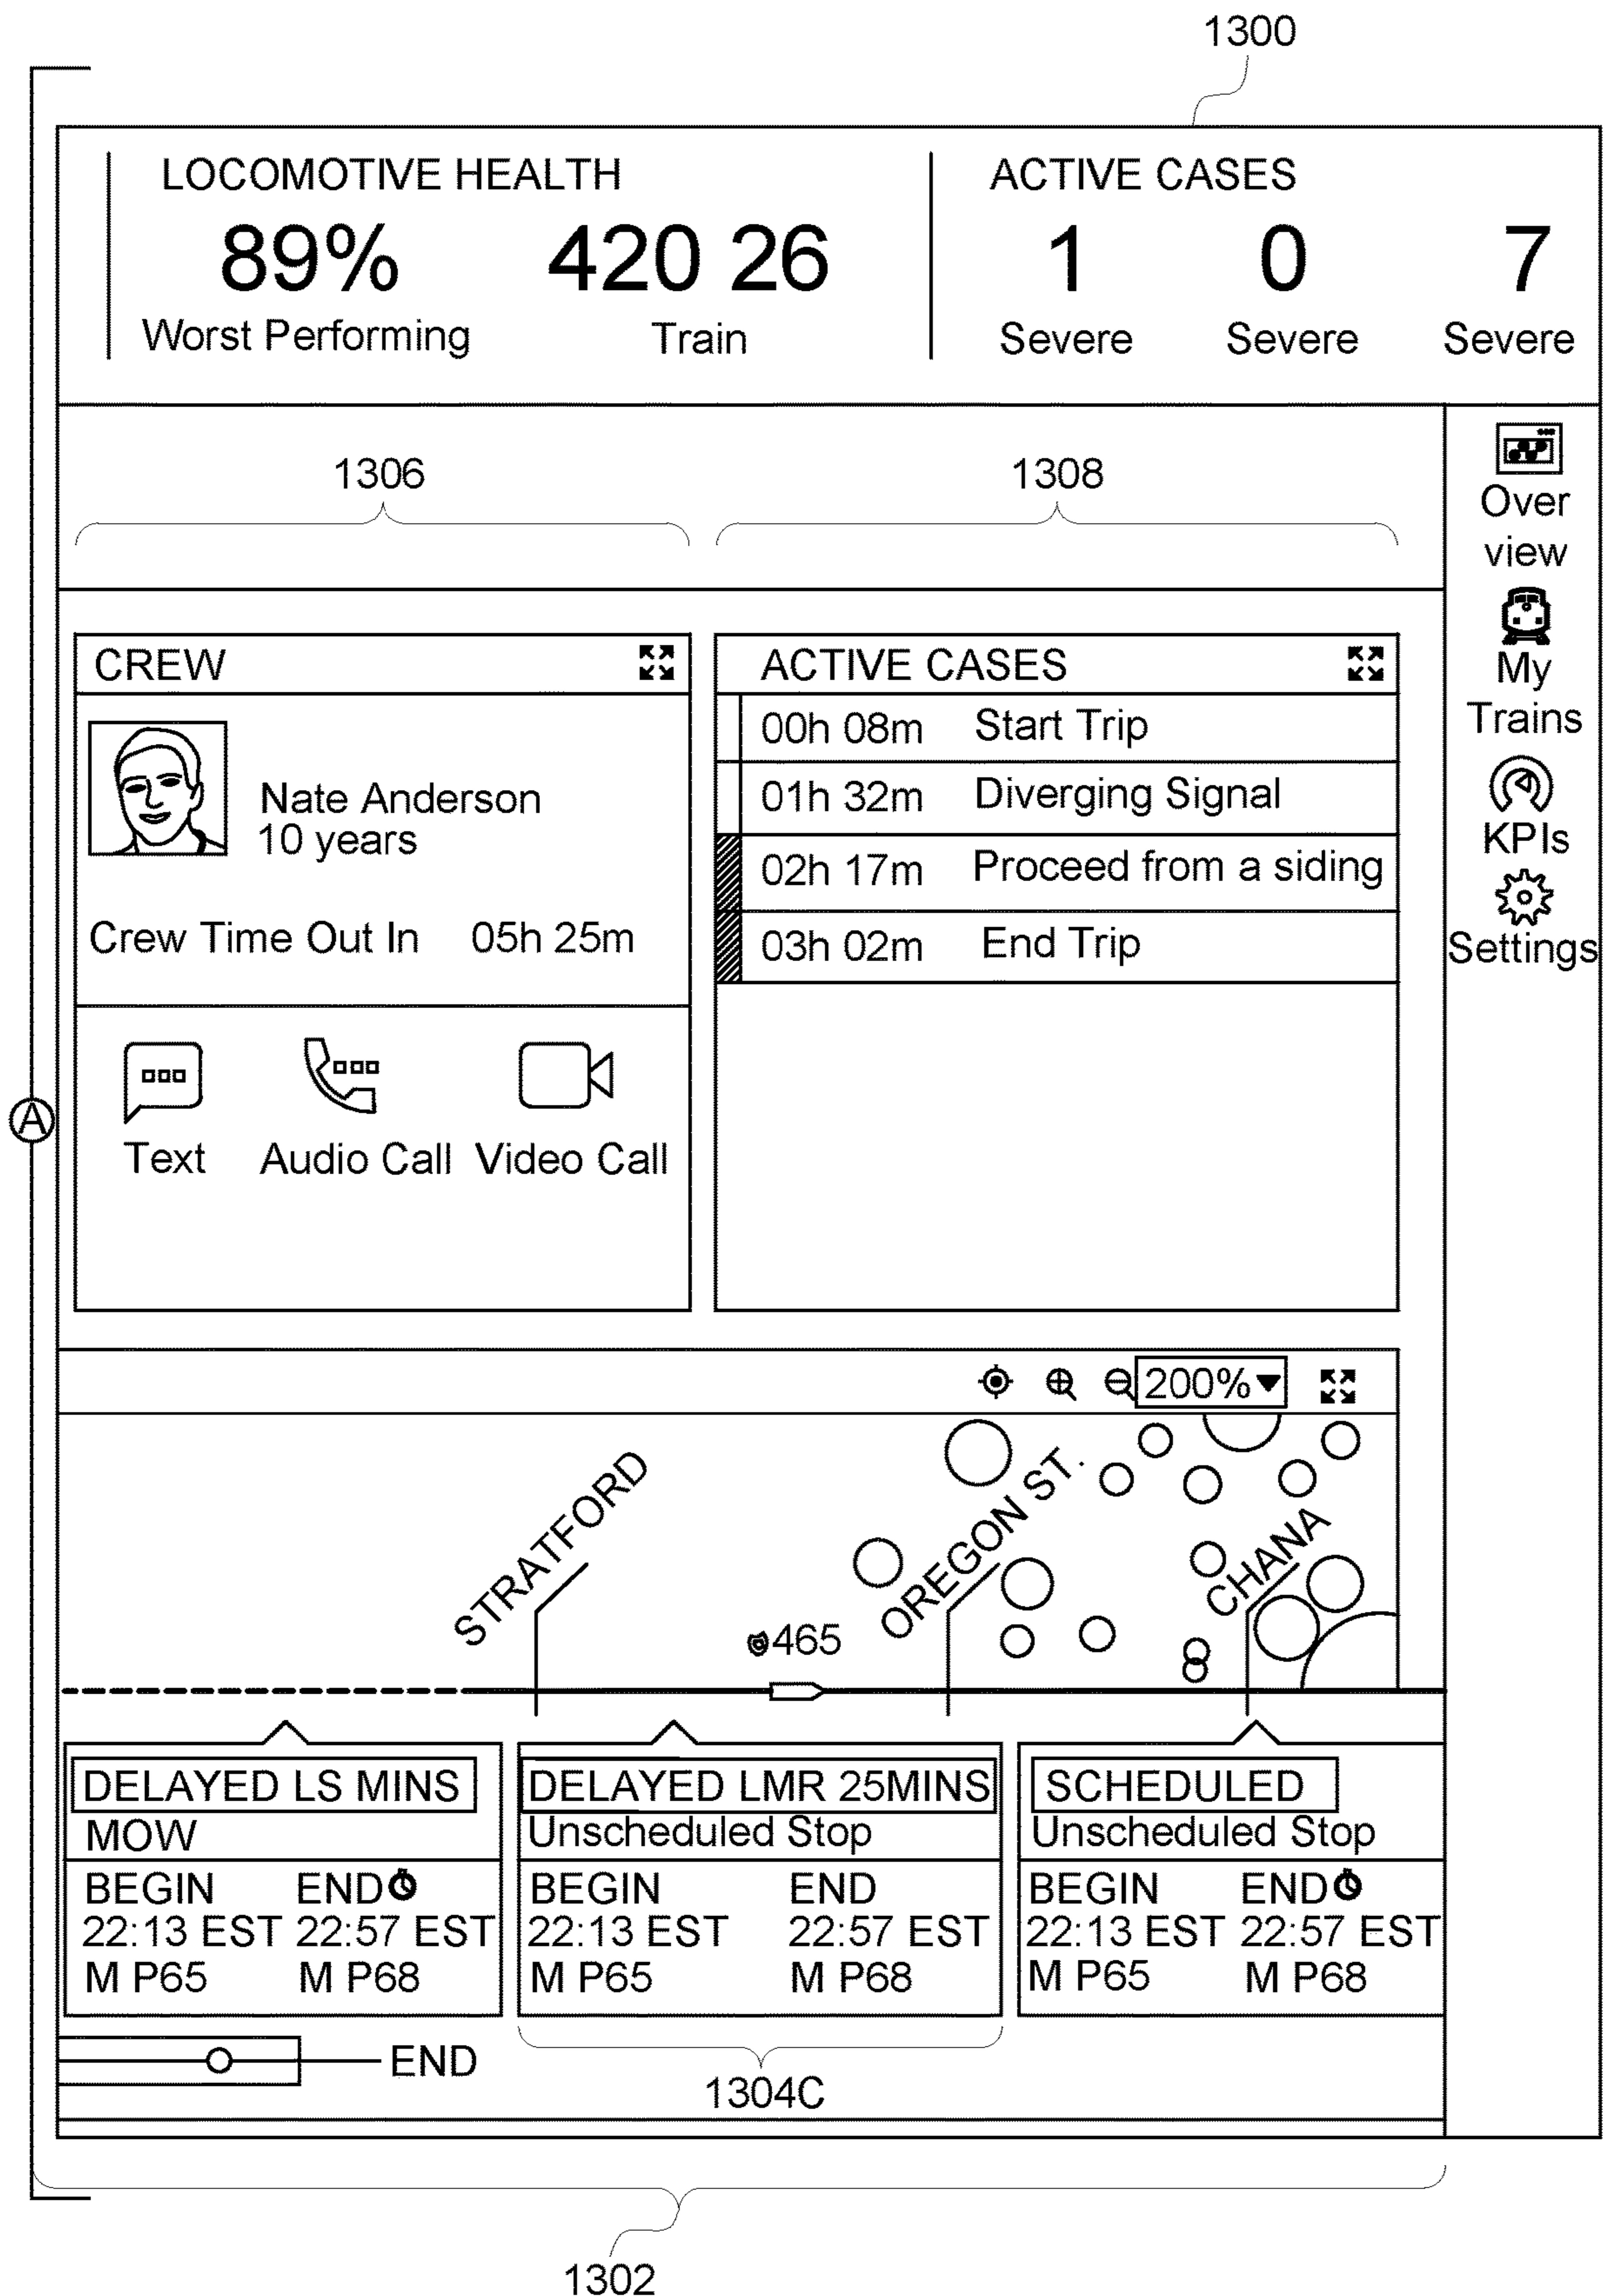 1300
LOCOMOTIVE HEALTH
ACTIVE CASES
89%
420 26
1
0
7
Worst Performing
Train
Severe
Severe
Severe
1306
1308
Over
view
My
Trains
KPIs
Settings
CREW
Nate Anderson
10 years
Crew Time Out In 05h 25m
Text
Audio Call
Video Call
ACTIVE CASES
00h 08m Start Trip
01h 32m Diverging Signal
02h 17m Proceed from a siding
03h 02m End Trip
A
200%
STRATFORD
OREGON ST.
CHANA
465
DELAYED LS MINS
MOW
BEGIN END
22:13 EST 22:57 EST
M P65 M P68
DELAYED LMR 25MINS
Unscheduled Stop
BEGIN END
22:13 EST 22:57 EST
M P65 M P68
SCHEDULED
Unscheduled Stop
BEGIN END
22:13 EST 22:57 EST
M P65 M P68
END
1304C
1302